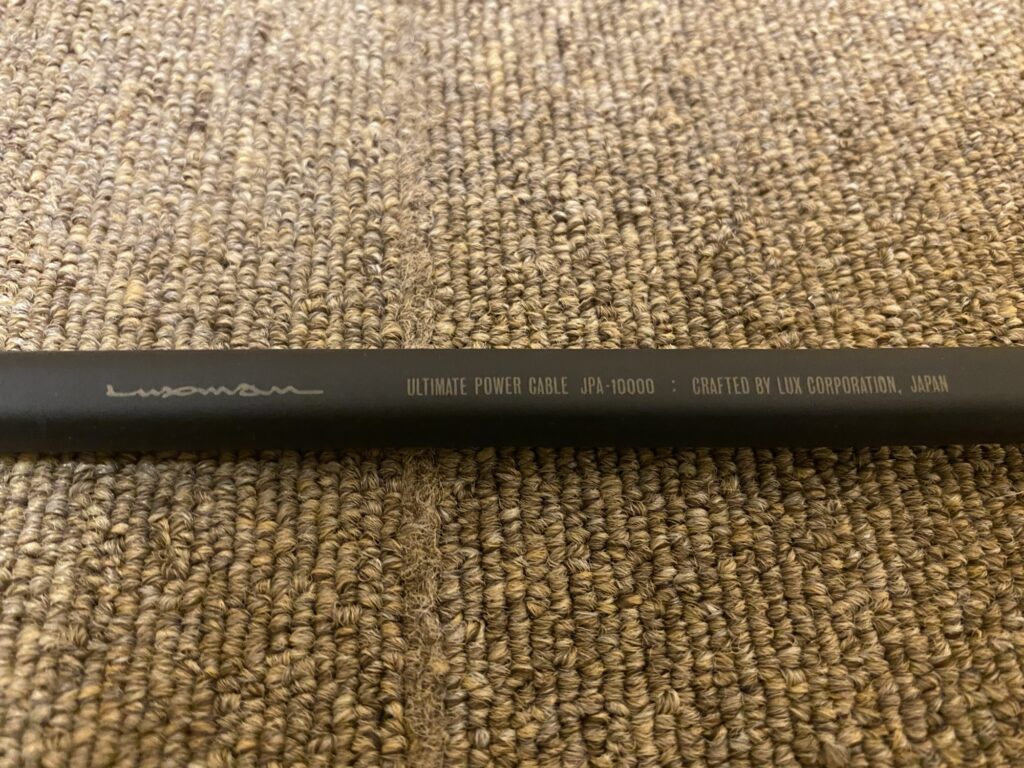 Luxman ULTIMATE POWER CABLE JPA-10000 : CRAFTED BY LUX CORPORATION, JAPAN